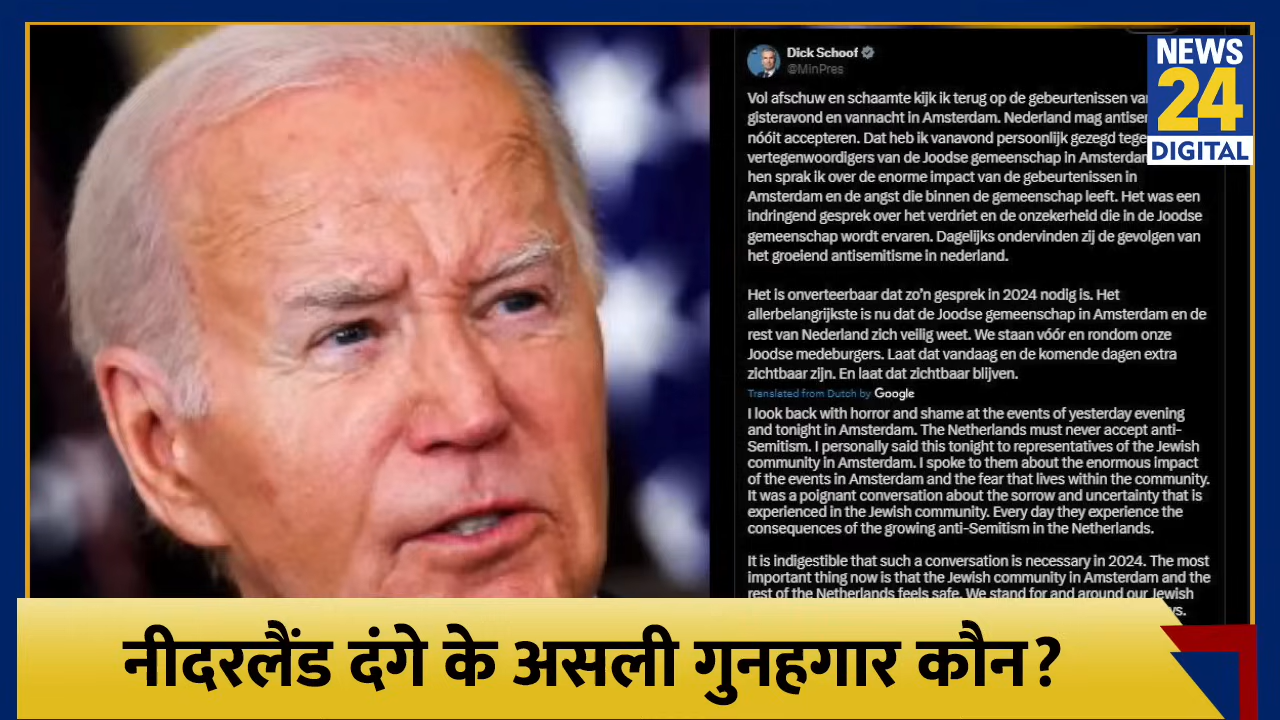 Dick Schoof
@MinPres
NEWS
24
DIGITAL
Vol afschuw en schaamte kijk ik terug op de gebeurtenissen
gisteravond en vannacht in Amsterdam. Nederland mag
nóóit accepteren. Dat heb ik vanavond persoonlijk gezegd
vertegenwoordigers van de Joodse gemeenschap in
hen sprak ik over de enorme impact van de gebeurtenissen in
Amsterdam en de angst die binnen de gemeenschap leeft. Het was een
indringend gesprek over het verdriet en de onzekerheid die in de Joodse
gemeenschap wordt ervaren. Dagelijks ondervinden zij de gevolgen van
het groeiend antisemitisme in nederland.
Het is onverteerbaar dat zo'n gesprek in 2024 nodig is. Het
allerbelangrijkste is nu dat de Joodse gemeenschap in Amsterdam en de
rest van Nederland zich veilig weet. We staan vóór en rondom onze
Joodse medeburgers. Laat dat vandaag en de komende dagen extra
zichtbaar zijn. En laat dat zichtbaar blijven.
Translated from Dutch by Google
I look back with horror and shame at the events of yesterday evening
and tonight in Amsterdam. The Netherlands must never accept anti-
Semitism. I personally said this tonight to representatives of the Jewish
community in Amsterdam. I spoke to them about the enormous impact
of the events in Amsterdam and the fear that lives within the community.
It was a poignant conversation about the sorrow and uncertainty that is
experienced in the Jewish community. Every day they experience the
consequences of the growing anti-Semitism in the Netherlands.
It is indigestible that such a conversation is necessary in 2024. The most
important thing now is that the Jewish community in Amsterdam and the
rest of the Netherlands feels safe. We stand for and around our Jewish
नीदरलैंड दंगे के असली गुनहगार कौन?